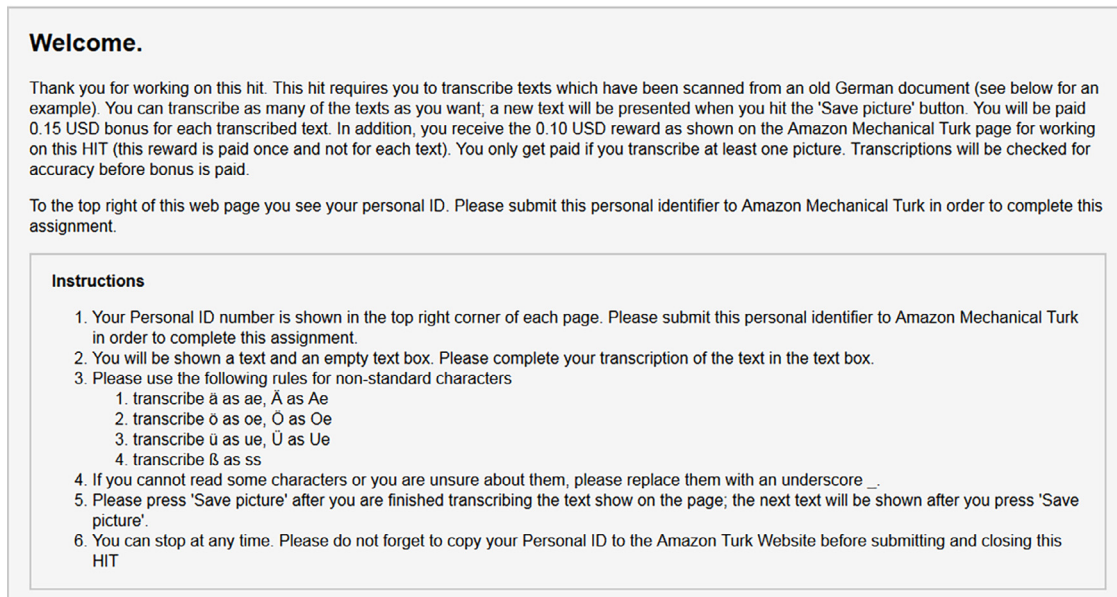 Welcome.
Thank you for working on this hit. This hit requires you to transcribe texts which have been scanned from an old German document (see below for an
example). You can transcribe as many of the texts as you want; a new text will be presented when you hit the 'Save picture' button. You will be paid
0.15 USD bonus for each transcribed text. In addition, you receive the 0.10 USD reward as shown on the Amazon Mechanical Turk page for working
on this HIT (this reward is paid once and not for each text). You only get paid if you transcribe at least one picture. Transcriptions will be checked for
accuracy before bonus is paid.
To the top right of this web page you see your personal ID. Please submit this personal identifier to Amazon Mechanical Turk in order to complete this
assignment.
Instructions
1. Your Personal ID number is shown in the top right corner of each page. Please submit this personal identifier to Amazon Mechanical Turk
in order to complete this assignment.
2. You will be shown a text and an empty text box. Please complete your transcription of the text in the text box.
3. Please use the following rules for non-standard characters
1. transcribe ä as ae, Ä as Ae
2. transcribe ö as oe, Ö as Oe
3. transcribe ü as ue, Ü as Ue
4. transcribe ß as ss
4. If you cannot read some characters or you are unsure about them, please replace them with an underscore _.
5. Please press 'Save picture' after you are finished transcribing the text show on the page; the next text will be shown after you press 'Save
picture'.
6. You can stop at any time. Please do not forget to copy your Personal ID to the Amazon Turk Website before submitting and closing this
HIT